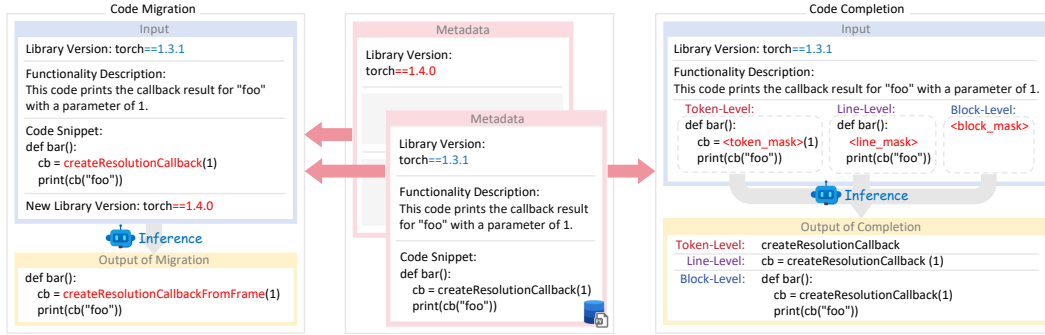 Code Migration
Input
Library Version: torch==1.3.1
Functionality Description:
This code prints the callback result for "foo"
with a parameter of 1.
Code Snippet:
def bar():
cb = createResolutionCallback(1)
print(cb("foo"))
New Library Version: torch==1.4.0
Inference
Output of Migration
def bar():
cb = createResolutionCallbackFromFrame(1)
print(cb("foo"))
Metadata
Library Version:
torch==1.4.0
Metadata
Library Version:
torch==1.3.1
Functionality Description:
This code prints the callback result
for "foo" with a parameter of 1.
Code Snippet:
def bar():
cb = createResolutionCallback(1)
print(cb("foo"))
Code Completion
Input
Library Version: torch==1.3.1
Functionality Description:
This code prints the callback result for "foo" with a parameter of 1.
Token-Level:
def bar():
cb = <token_mask>(1)
print(cb("foo"))
Line-Level:
def bar():
<line_mask>
print(cb("foo"))
Block-Level:
<block_mask>
Inference
Output of Completion
Token-Level: createResolutionCallback
Line-Level: cb = createResolutionCallback (1)
Block-Level: def bar():
cb = createResolutionCallback(1)
print(cb("foo"))